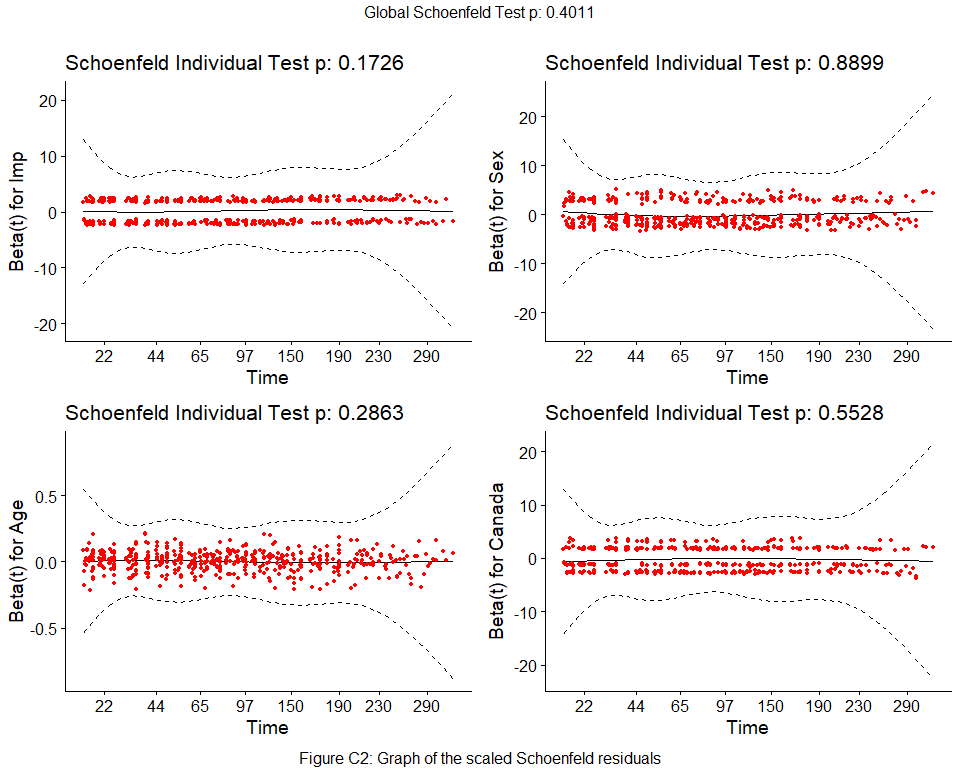 Global Schoenfeld Test p: 0.4011
Schoenfeld Individual Test p: 0.1726
Beta(t) for Imp
20
10
0
-10
-20
22 44 65 97 150 190 230 290
Time
Schoenfeld Individual Test p: 0.8899
Beta(t) for Sex
20
10
0
-10
-20
22 44 65 97 150 190 230 290
Time
Schoenfeld Individual Test p: 0.2863
Beta(t) for Age
0.5
0.0
-0.5
22 44 65 97 150 190 230 290
Time
Schoenfeld Individual Test p: 0.5528
Beta(t) for Canada
20
10
0
-10
-20
22 44 65 97 150 190 230 290
Time
Figure C2: Graph of the scaled Schoenfeld residuals